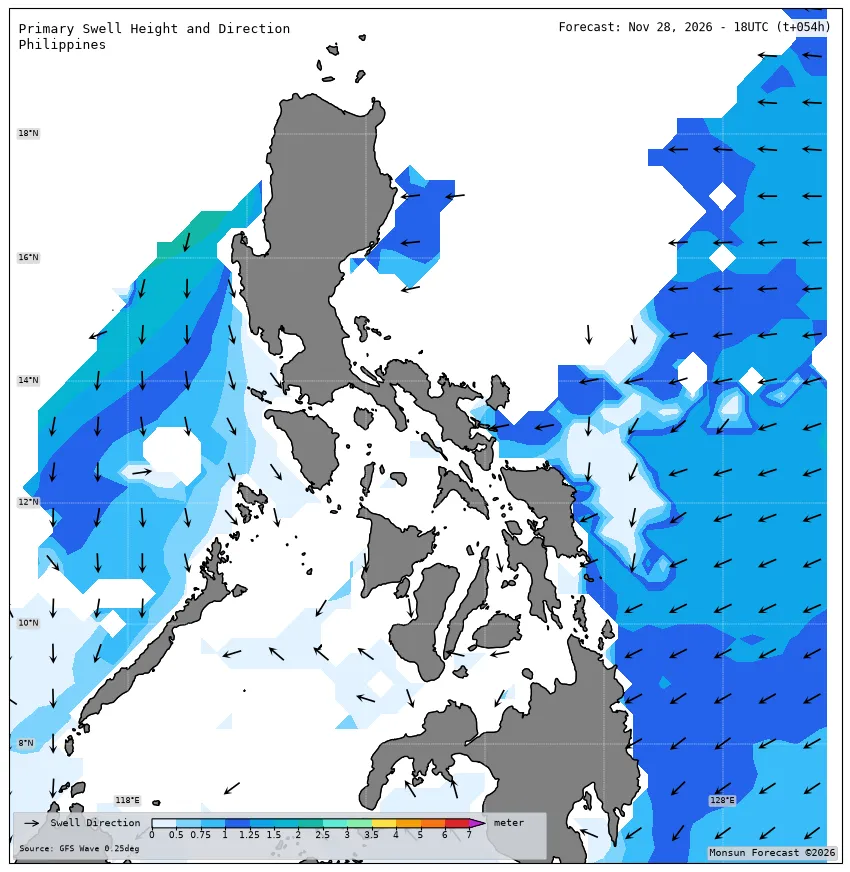 Primary Swell Height and Direction
Philippines
Forecast: Nov 28, 2026 - 18UTC (t+054h)
18°N
16°N
14°N
12°N
10°N
8°N
118°E
128°E
Swell Direction
0 0.5 0.75 1 1.25 1.5 2 2.5 3 3.5 4 5 6 7
meter
Source: GFS Wave 0.25deg
Monsun Forecast ©2026